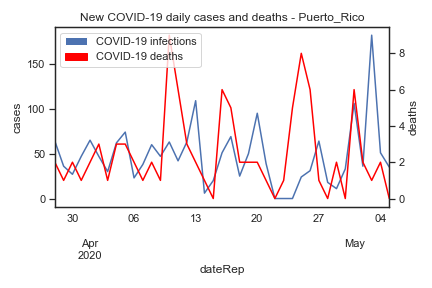 New COVID-19 daily cases and deaths - Puerto_Rico
COVID-19 infections
COVID-19 deaths
cases
150
100
50
0
deaths
8
6
4
2
0
30 06 13 20 27 04
Apr May
2020
dateRep